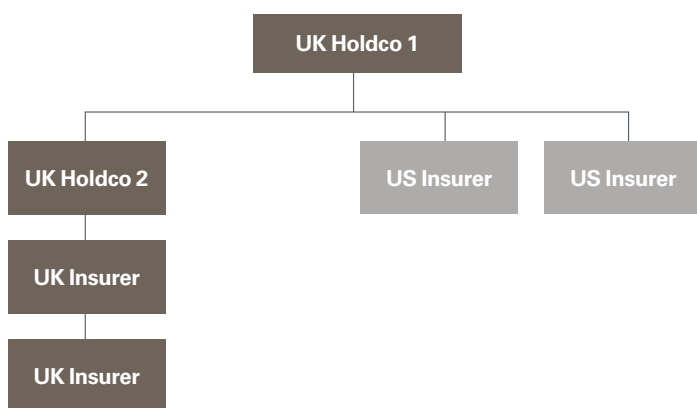 UK Holdco 1
UK Holdco 2
US Insurer
US Insurer
UK Insurer
UK Insurer